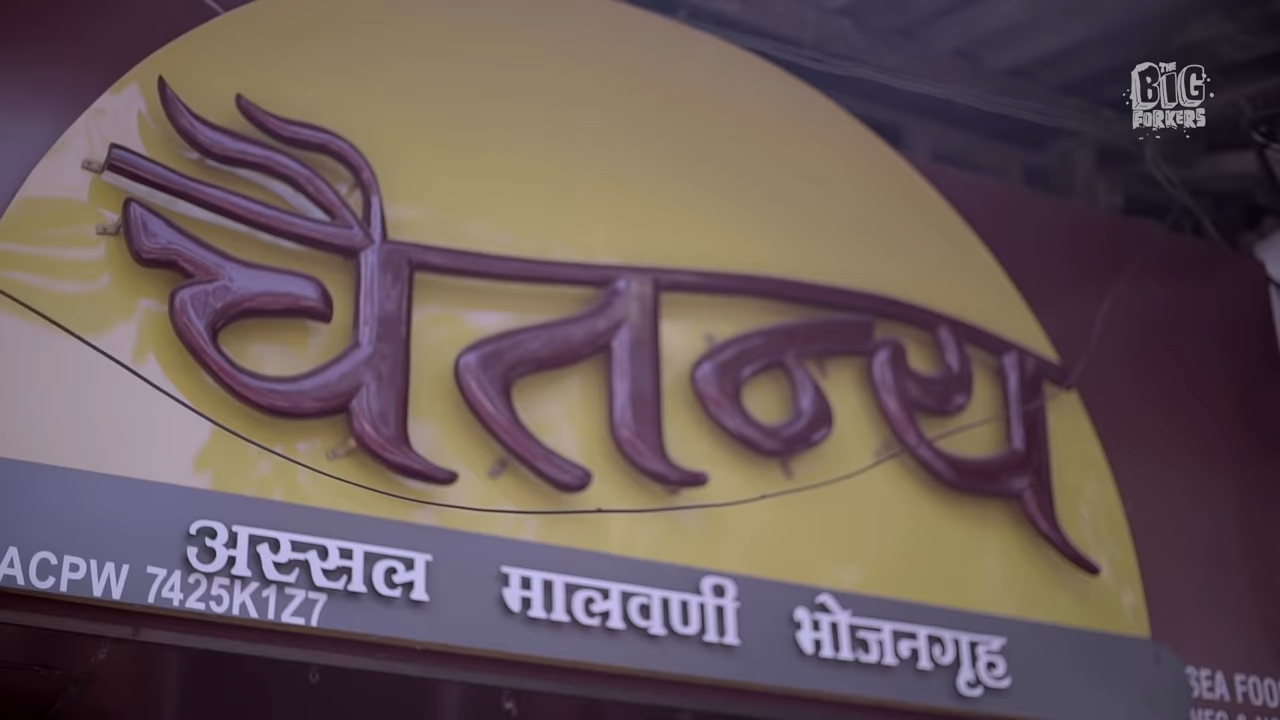 THE
BIG
FORKERS
चैतन्य
अस्सल मालवणी भोजनगृह
ACPW 7425K1Z7
SEA FOO